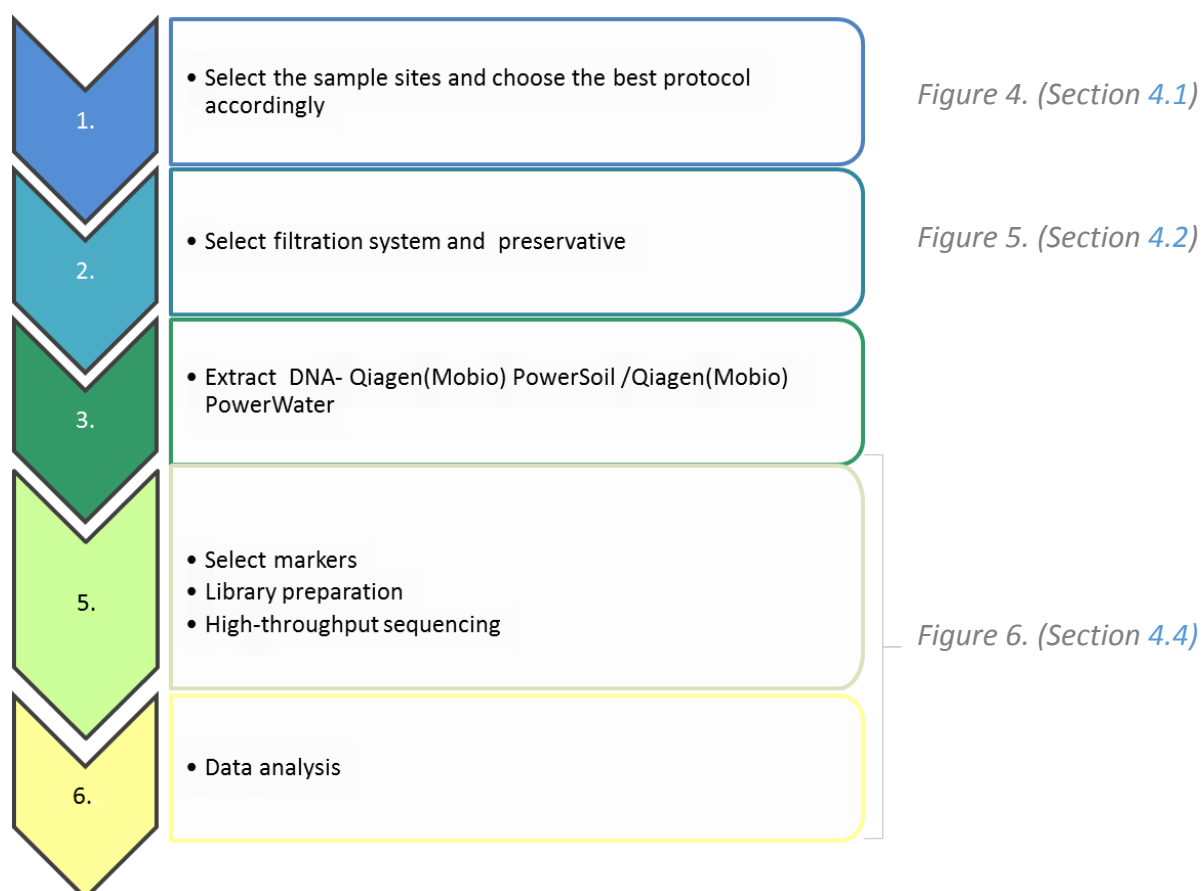 1.
• Select the sample sites and choose the best protocol
accordingly
Figure 4. (Section 4.1)
2.
• Select filtration system and preservative
Figure 5. (Section 4.2)
3.
• Extract DNA- Qiagen(Mobio) PowerSoil /Qiagen(Mobio)
PowerWater
5.
• Select markers
• Library preparation
• High-throughput sequencing
Figure 6. (Section 4.4)
6.
• Data analysis